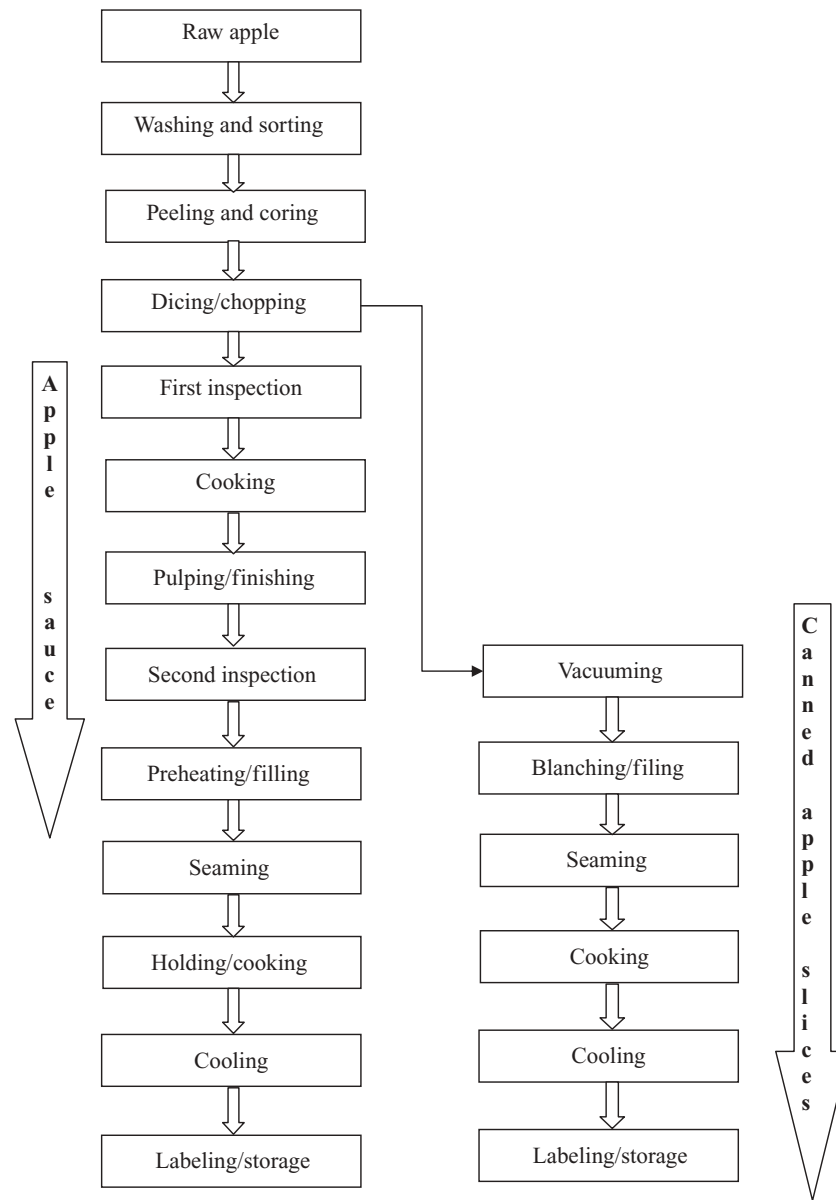 Raw apple
Washing and sorting
Peeling and coring
Dicing/chopping
First inspection
Cooking
Pulping/finishing
Second inspection
Preheating/filling
Seaming
Holding/cooking
Cooling
Labeling/storage
Apple sauce
Vacuuming
Blanching/filing
Seaming
Cooking
Cooling
Labeling/storage
Canned apple slices